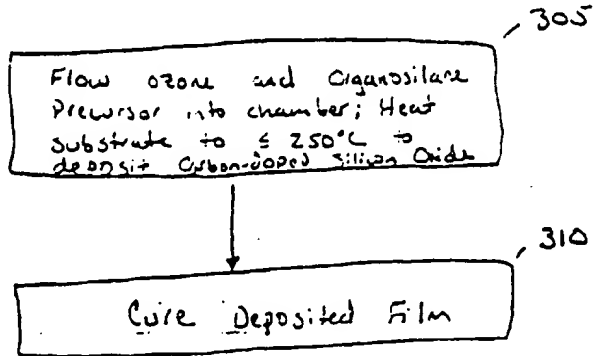 305
Flow ozone and Organosilane
Precursor into chamber; Heat
substrate to ≤ 250°C to
deposit Carbon-doped Silicon Oxide
310
Cure Deposited Film